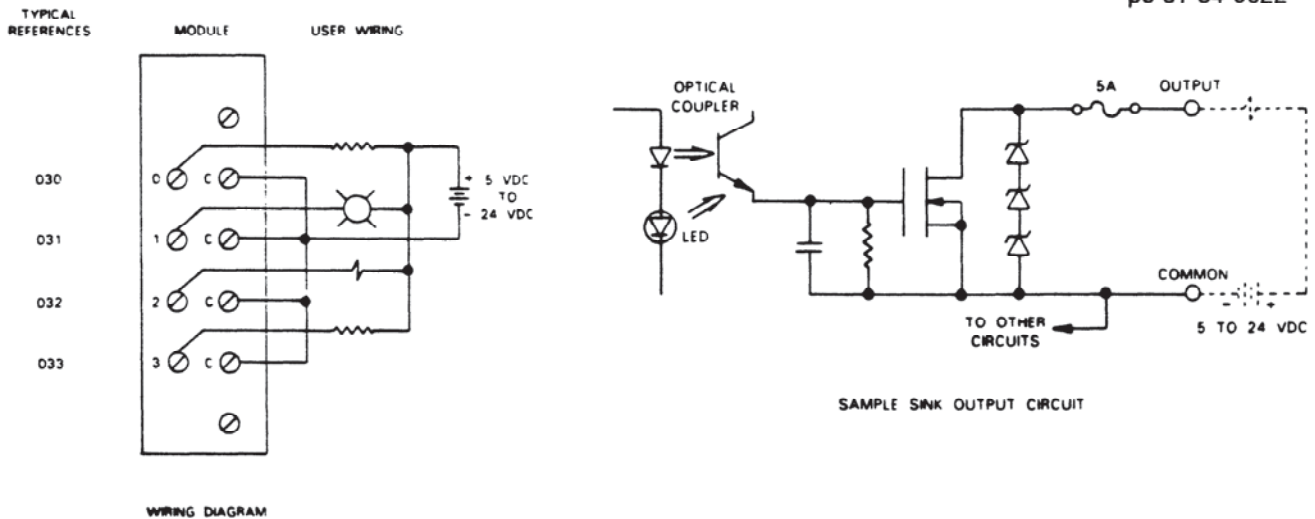 TYPICAL
REFERENCES
MODULE
USER WIRING
030
0
C
+ 5 VDC
TO
- 24 VDC
031
1
C
032
2
C
033
3
C
WIRING DIAGRAM
OPTICAL
COUPLER
LED
5A
OUTPUT
COMMON
- +
TO OTHER
CIRCUITS
5 TO 24 VDC
SAMPLE SINK OUTPUT CIRCUIT